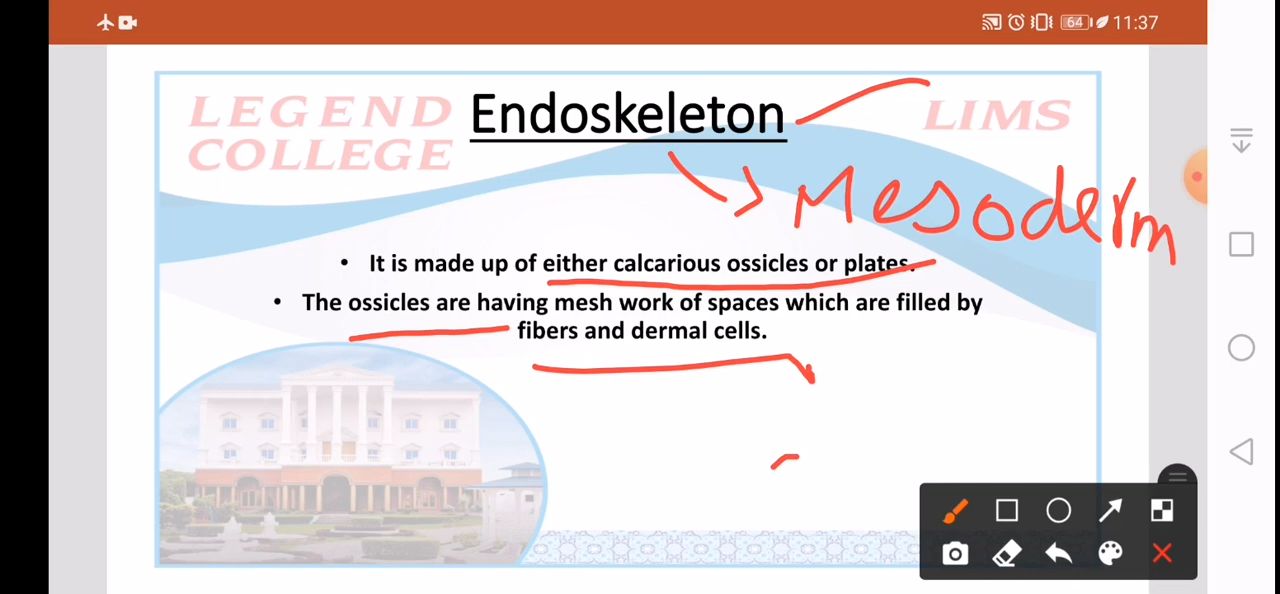 64 11:37
LEGEND Endoskeleton LIMS
COLLEGE
Mesoderm
• It is made up of either calcarious ossicles or plates.
• The ossicles are having mesh work of spaces which are filled by
fibers and dermal cells.